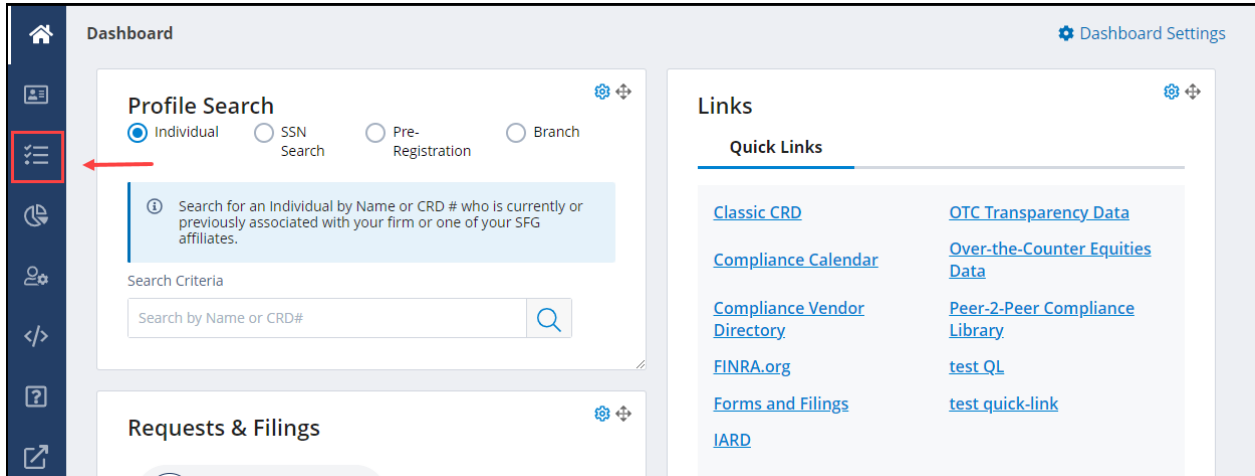 Dashboard
Dashboard Settings
Profile Search
Individual
SSN
Search
Pre-
Registration
Branch
Search for an Individual by Name or CRD # who is currently or
previously associated with your firm or one of your SFG
affiliates.
Search Criteria
Search by Name or CRD#
Requests & Filings
Links
Quick Links
Classic CRD
OTC Transparency Data
Compliance Calendar
Over-the-Counter Equities
Data
Compliance Vendor
Directory
Peer-2-Peer Compliance
Library
FINRA.org
test QL
Forms and Filings
test quick-link
IARD